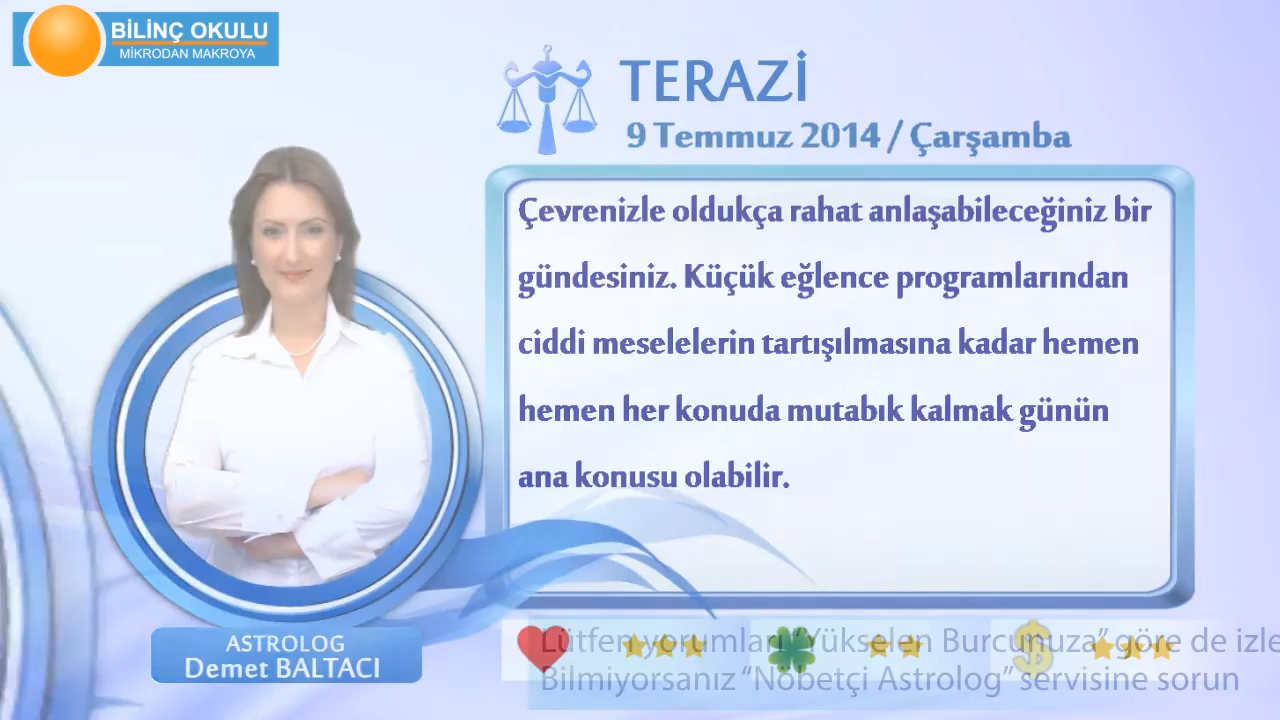 BİLİNÇ OKULU
MİKRODAN MAKROYA
TERAZİ
9 Temmuz 2014 / Çarşamba
Çevrenizle oldukça rahat anlaşabileceğiniz bir
gündesiniz. Küçük eğlence programlarından
ciddi meselelerin tartışılmasına kadar hemen
hemen her konuda mutabık kalmak günün
ana konusu olabilir.
ASTROLOG
Demet BALTACI
Lütfen yorumları "Yükselen Burcunuza" göre de izle
Bilmiyorsanız "Nöbetçi Astrolog" servisine sorun